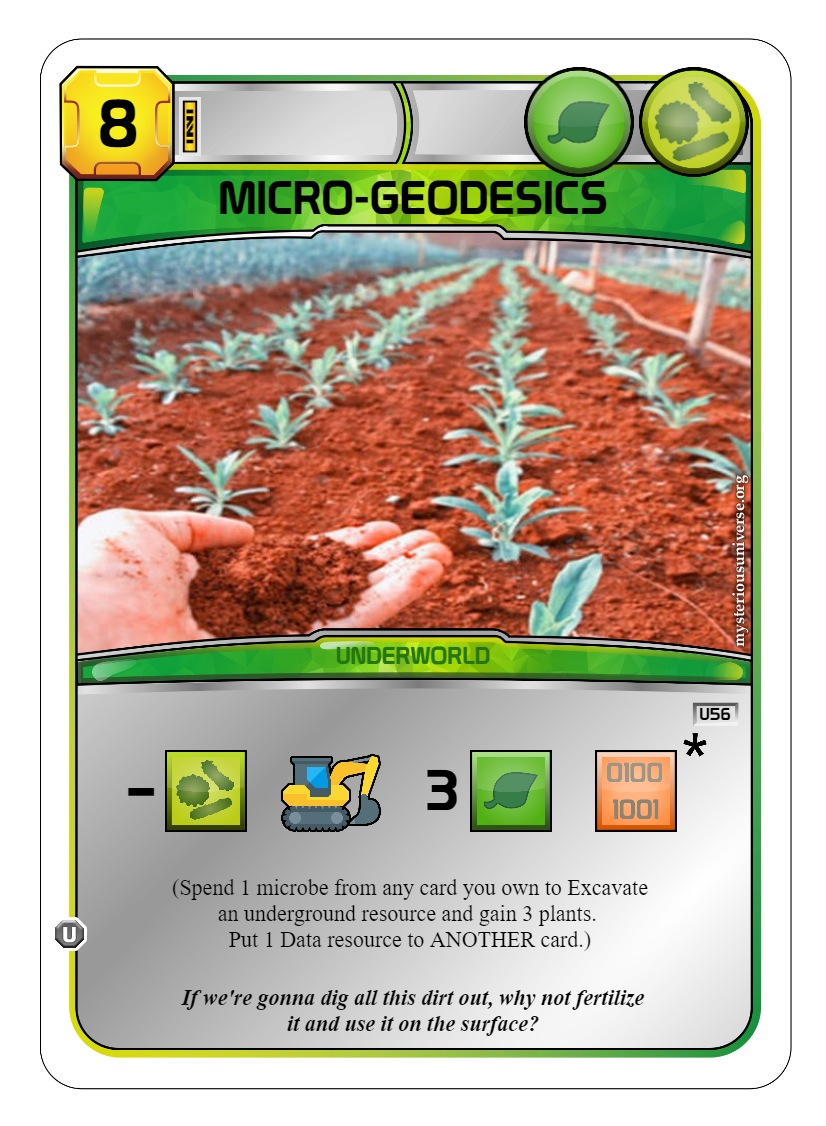 8
MICRO-GEODESICS
mysteriousuniverse.org
UNDERWORLD
U56
- 3 *
0100
1001
(Spend 1 microbe from any card you own to Excavate
an underground resource and gain 3 plants.
Put 1 Data resource to ANOTHER card.)
U
If we're gonna dig all this dirt out, why not fertilize
it and use it on the surface?